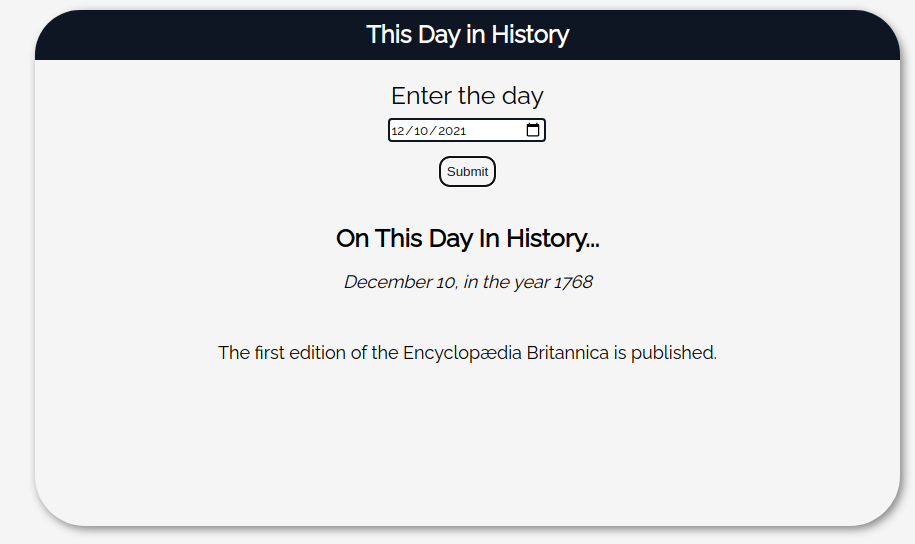 This Day in History
Enter the day
12/10/2021
Submit
On This Day In History...
December 10, in the year 1768
The first edition of the Encyclopædia Britannica is published.